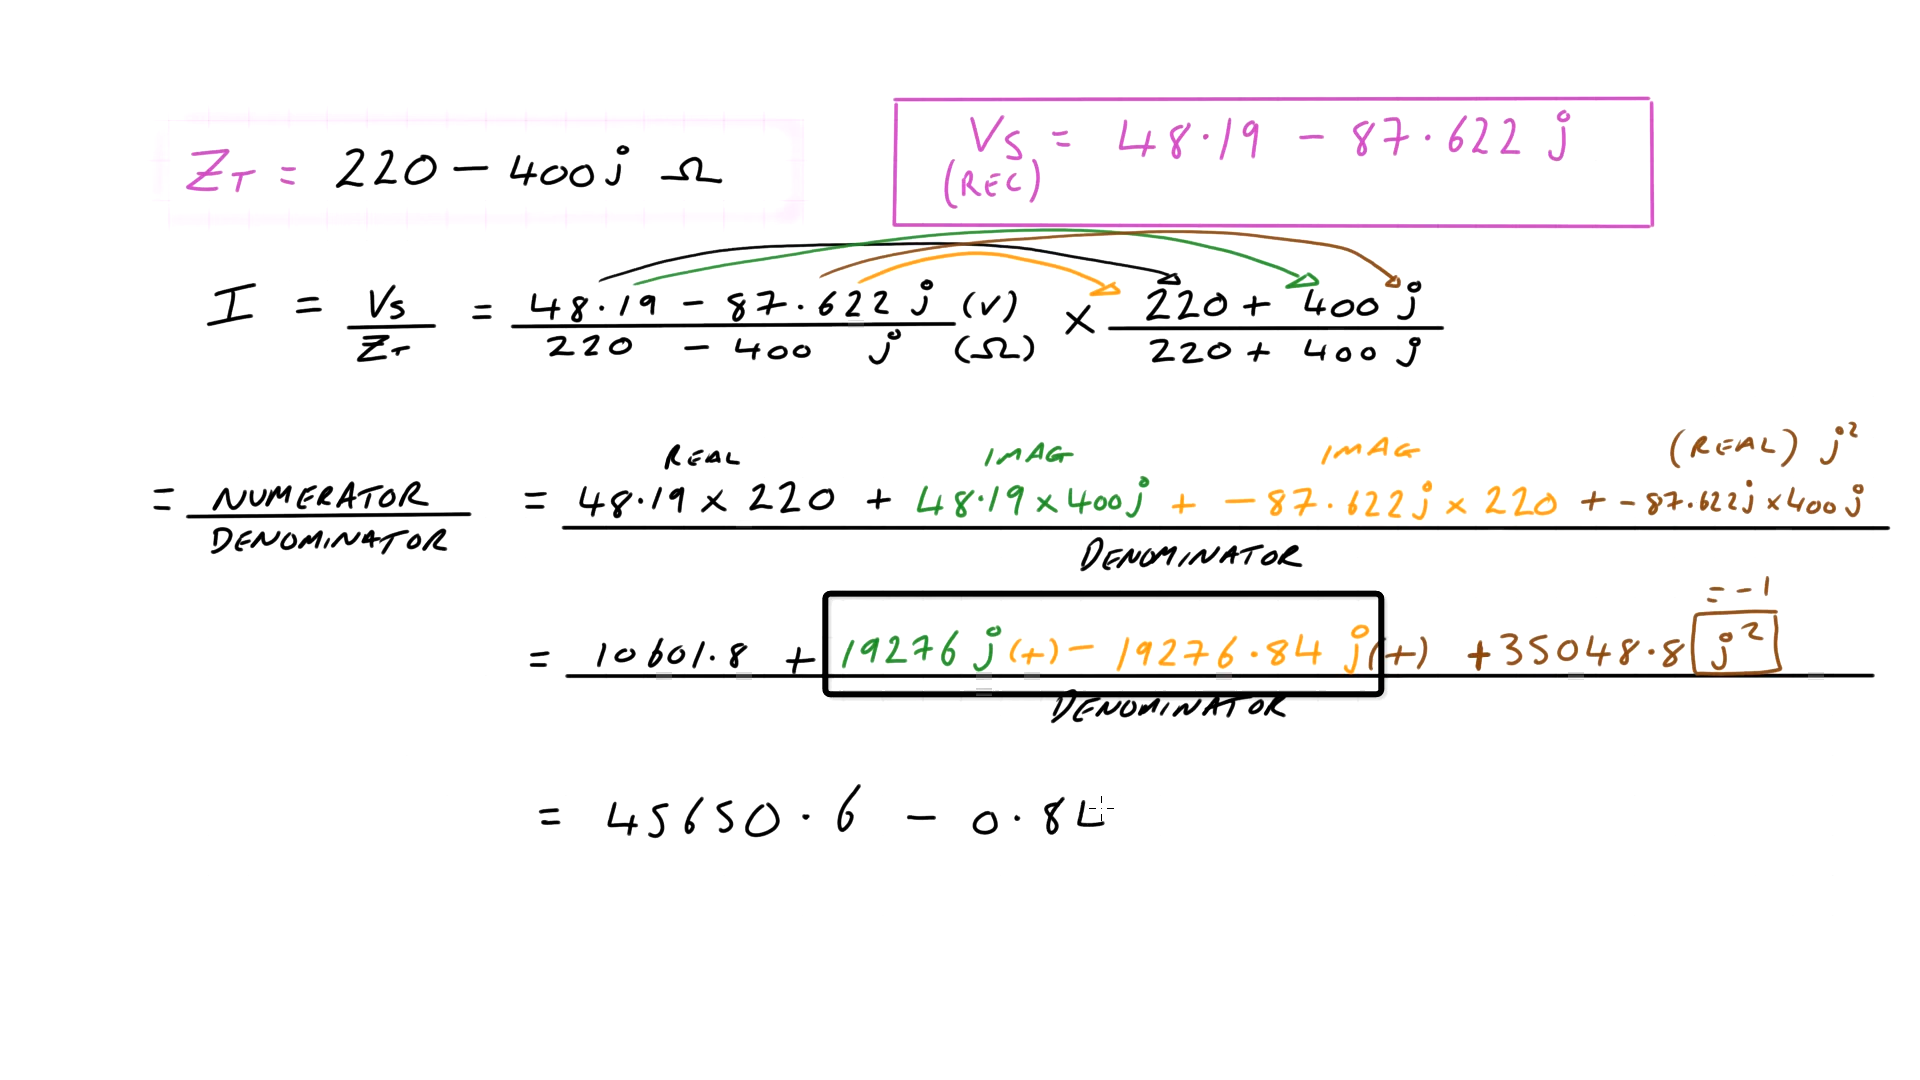 Z_T = 220 - 400j Ω
Vs = 48.19 - 87.622 j
(REC)
I = Vs / Z_T = 48.19 - 87.622 j (V) / 220 - 400 j (Ω) × 220 + 400 j / 220 + 400 j
REAL IMAG IMAG (REAL) j²
= NUMERATOR / DENOMINATOR = 48.19 × 220 + 48.19 × 400j + - 87.622j × 220 + - 87.622j × 400j
DENOMINATOR
= -1
= 10601.8 + 19276 j (+) - 19276.84 j (+) + 35048.8 j²
DENOMINATOR
= 45650.6 - 0.84